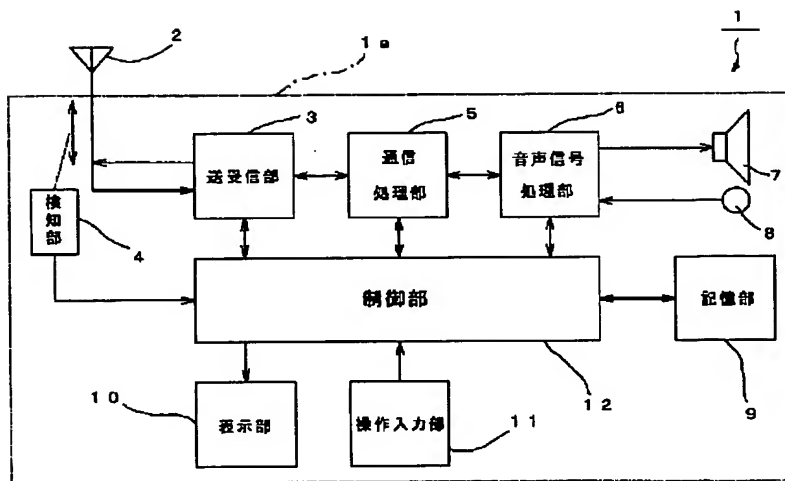 1
2
1a
3
5
6
送受信部
通信
処理部
音声信号
処理部
7
8
検知部
4
制御部
記憶部
9
10
表示部
操作入力部
11
12